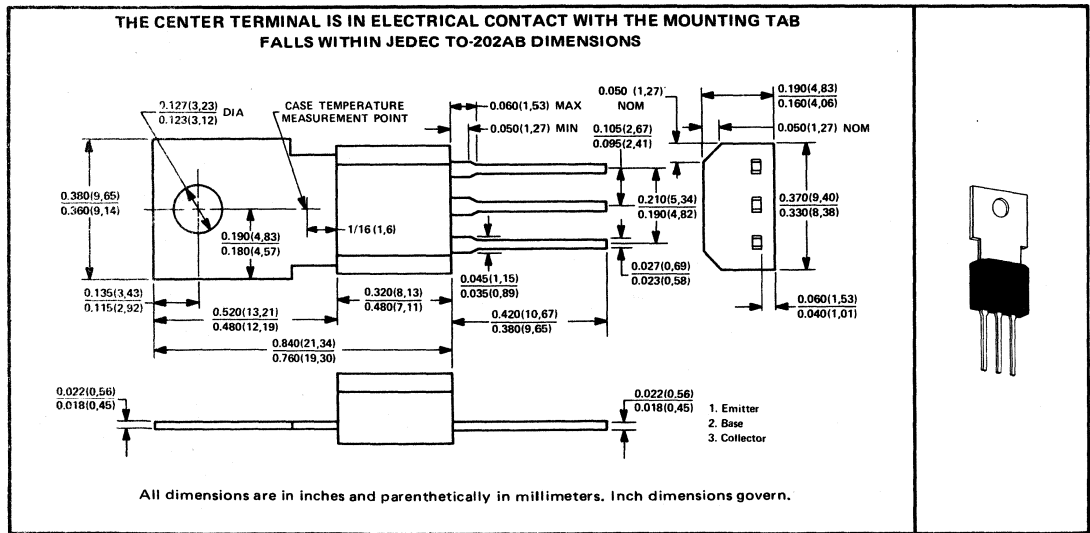 THE CENTER TERMINAL IS IN ELECTRICAL CONTACT WITH THE MOUNTING TAB
FALLS WITHIN JEDEC TO-202AB DIMENSIONS
0.127(3,23)
0.123(3,12)
DIA
CASE TEMPERATURE
MEASUREMENT POINT
0.060(1,53) MAX
0.050(1,27) MIN
0.050 (1,27)
NOM
0.190(4,83)
0.160(4,06)
0.050(1,27) NOM
0.105(2,67)
0.095(2,41)
0.380(9,65)
0.360(9,14)
0.190(4,83)
0.180(4,57)
1/16 (1,6)
0.210(5,34)
0.190(4,82)
0.370(9,40)
0.330(8,38)
0.045(1,15)
0.035(0,89)
0.027(0,69)
0.023(0,58)
0.135(3,43)
0.115(2,92)
0.320(8,13)
0.480(7,11)
0.520(13,21)
0.480(12,19)
0.420(10,67)
0.380(9,65)
0.060(1,53)
0.040(1,01)
0.840(21,34)
0.760(19,30)
0.022(0,56)
0.018(0,45)
0.022(0.56)
0.018(0,45)
1. Emitter
2. Base
3. Collector
All dimensions are in inches and parenthetically in millimeters. Inch dimensions govern.